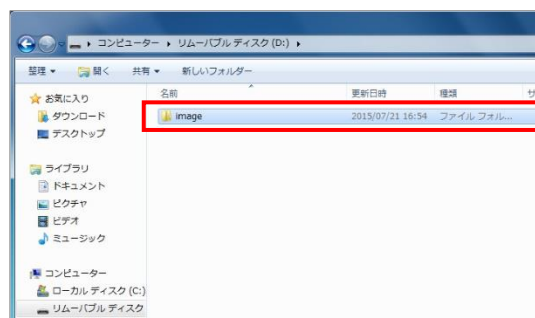 コンピューター ▸ リムーバブル ディスク (D:) ▸
整理 ▼ 開く 共有 ▼ 新しいフォルダー
名前 更新日時 種類 サ
お気に入り
image 2015/07/21 16:54 ファイル フォル...
ダウンロード
デスクトップ
ライブラリ
ドキュメント
ピクチャ
ビデオ
ミュージック
コンピューター
ローカル ディスク (C:)
リムーバブル ディスク